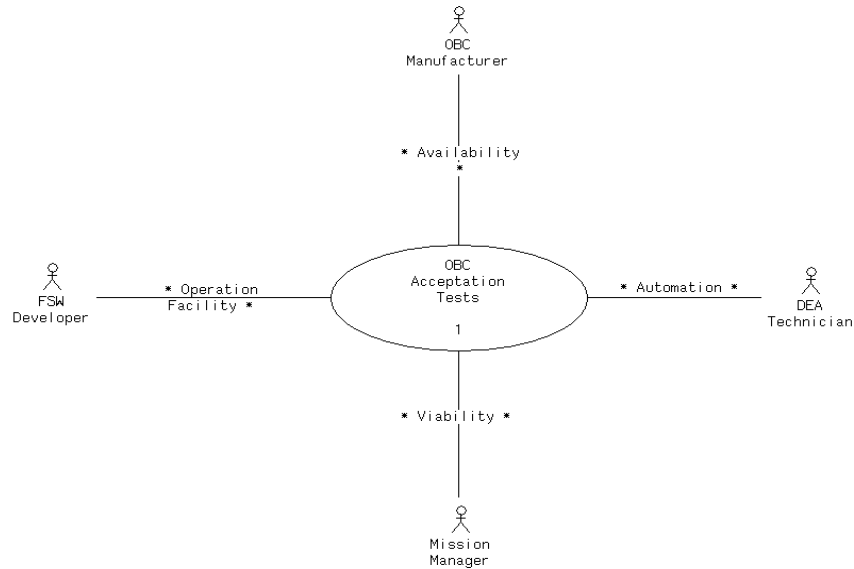 OBC
Manufacturer
* Availability
*
OBC
Acceptation
Tests
1
* Operation
Facility *
FSW
Developer
* Automation *
DEA
Technician
* Viability *
Mission
Manager